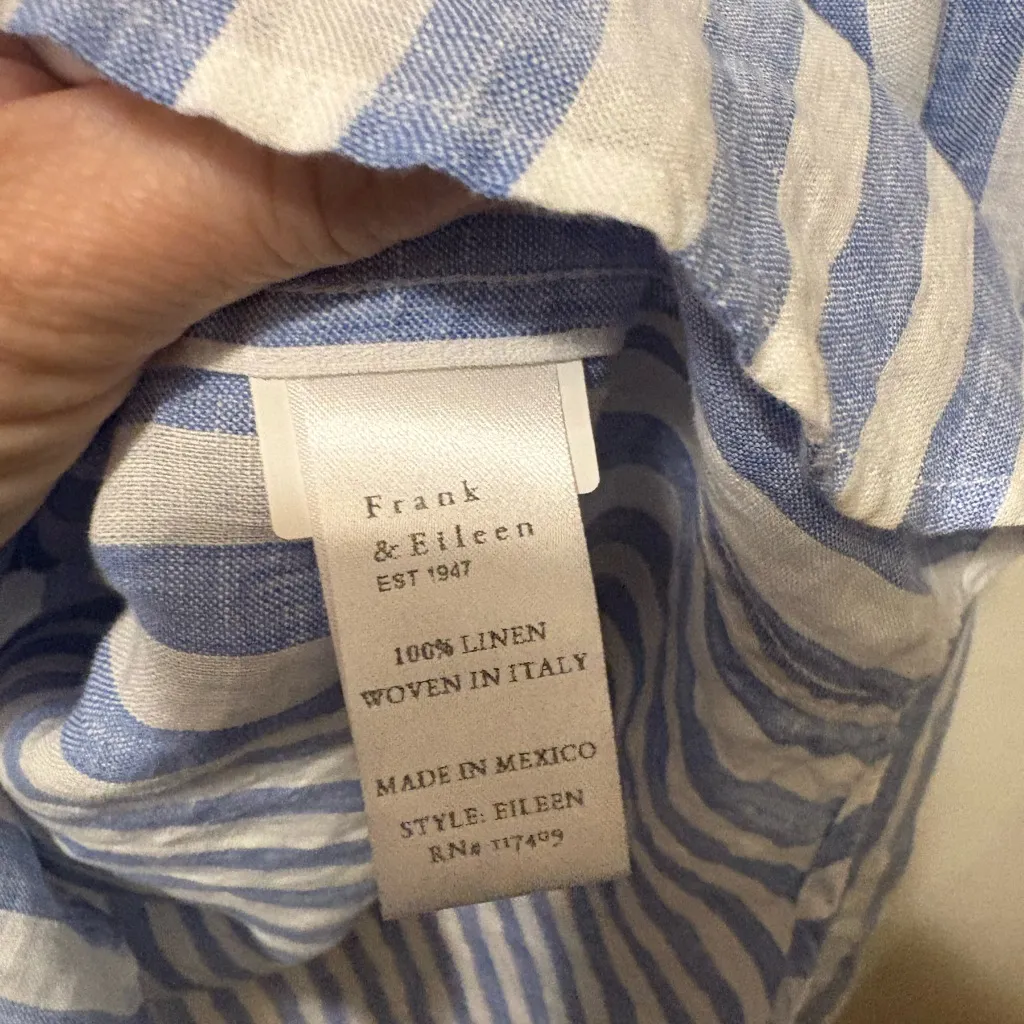 Frank
& Eileen
EST 1947
100% LINEN
WOVEN IN ITALY
MADE IN MEXICO
STYLE: EILEEN
RN# 117409